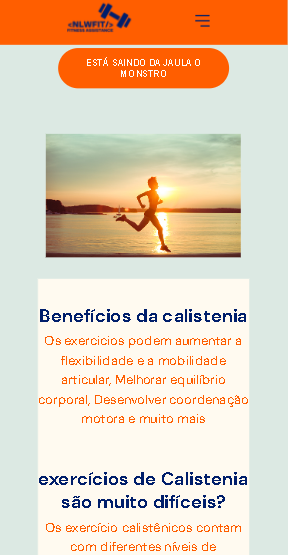 <NLWFIT/>
FITNESS ASSISTANCE
ESTÁ SAINDO DA JAULA O
MONSTRO
Benefícios da calistenia
Os exercicios podem aumentar a
flexibilidade e a mobilidade
articular, Melhorar equilíbrio
corporal, Desenvolver coordenação
motora e muito mais
exercícios de Calistenia
são muito difíceis?
Os exercício calistênicos contam
com diferentes níveis de